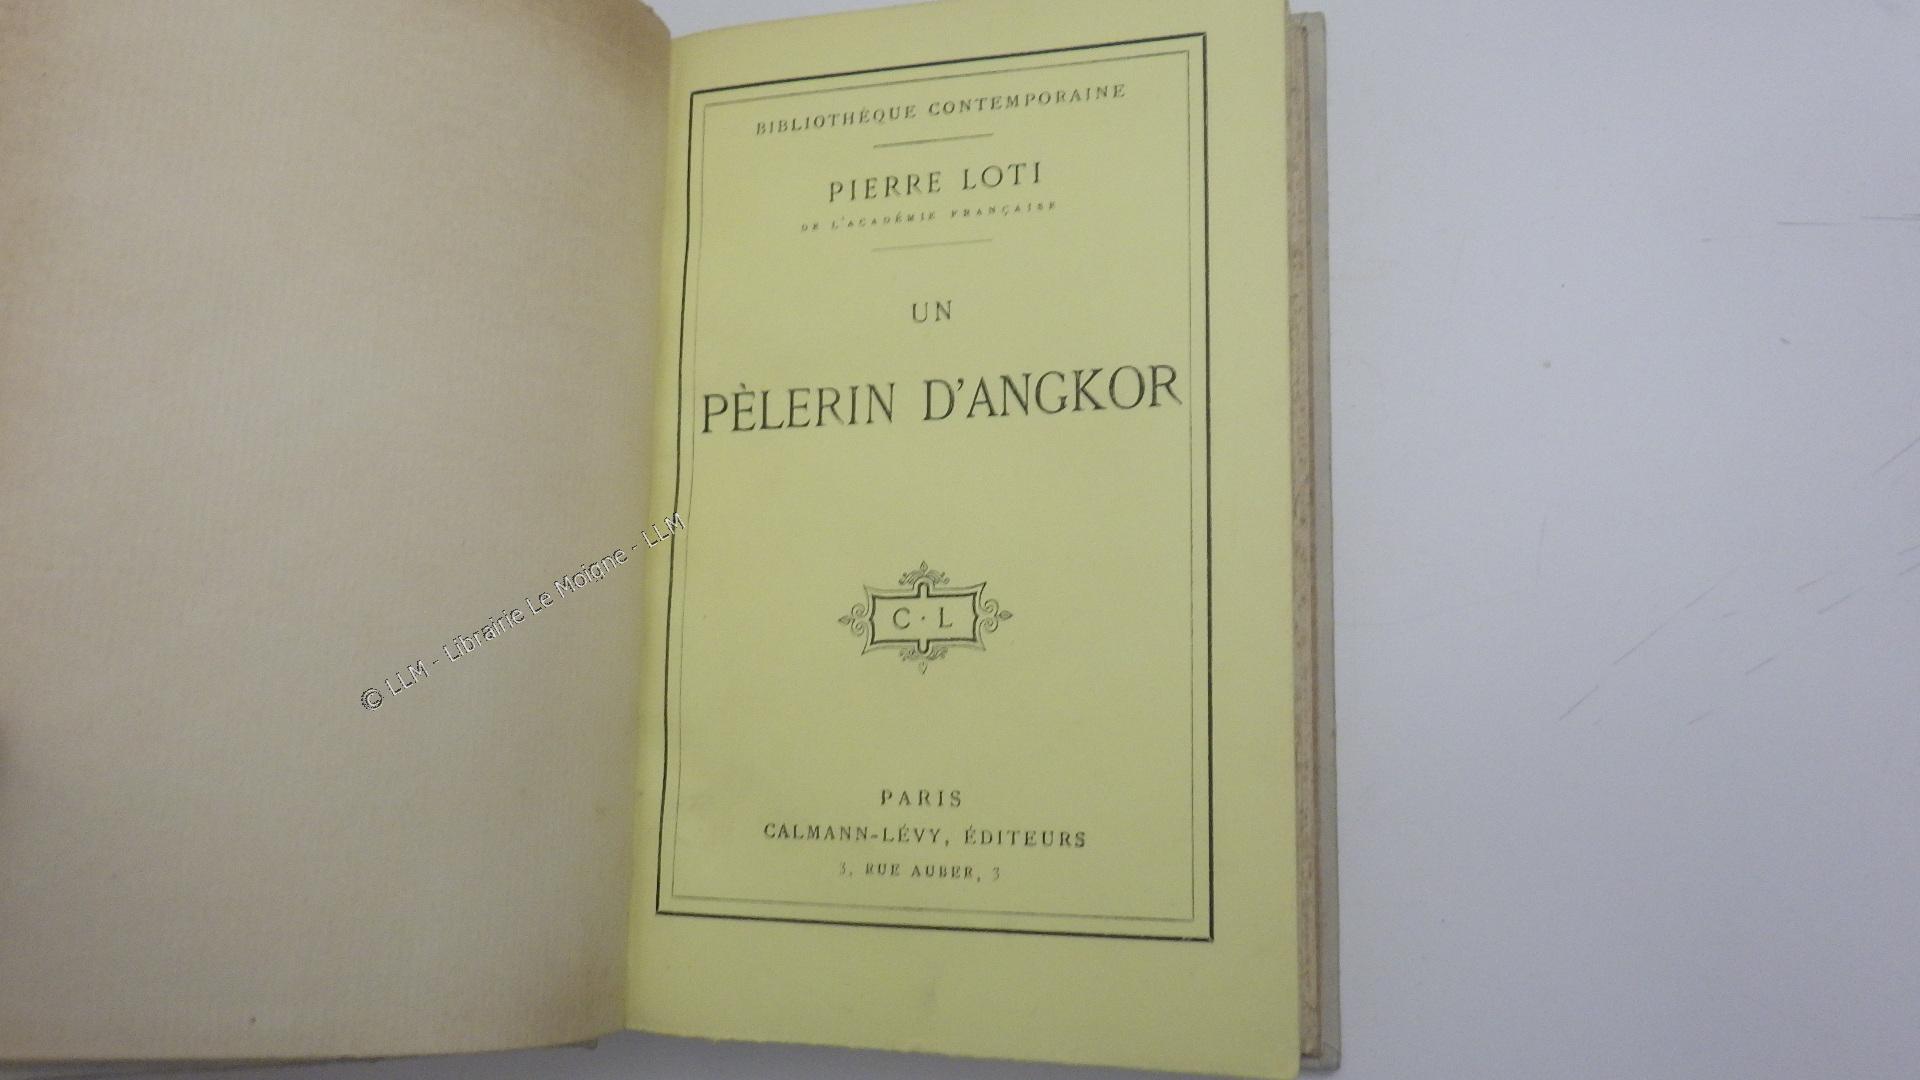 BIBLIOTHÉQUE CONTEMPORAINE
PIERRE LOTI
DE L'ACADÉMIE FRANÇAISE
UN
PÈLERIN D'ANGKOR
C · L
PARIS
CALMANN-LÉVY, ÉDITEURS
3, RUE AUBER, 3
© LLM - Librairie Le Moigne - LLM